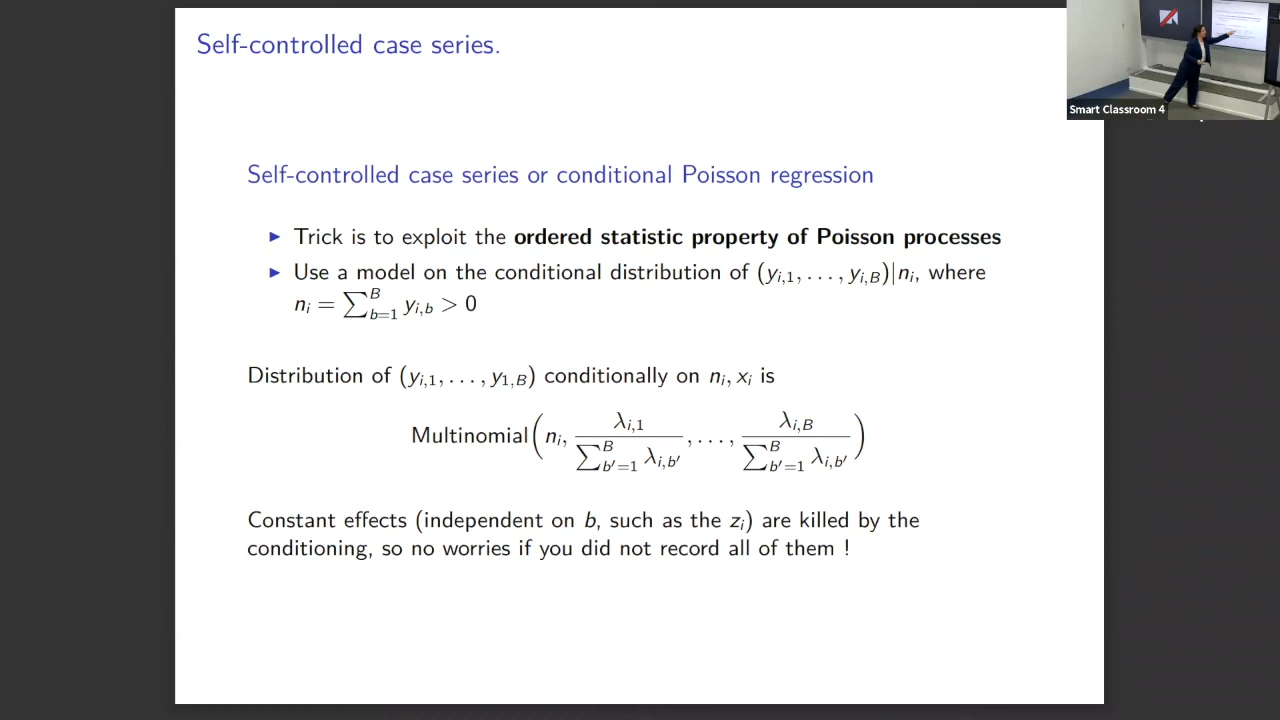 Self-controlled case series.
Smart Classroom 4
Self-controlled case series or conditional Poisson regression
▶ Trick is to exploit the ordered statistic property of Poisson processes
▶ Use a model on the conditional distribution of (y_{i,1}, . . . , y_{i,B})|n_i, where
n_i = ∑_{b=1}^{B} y_{i,b} > 0
Distribution of (y_{i,1}, . . . , y_{1,B}) conditionally on n_i, x_i is
Multinomial(n_i, λ_{i,1} / ∑_{b′=1}^{B} λ_{i,b′}, . . . , λ_{i,B} / ∑_{b′=1}^{B} λ_{i,b′})
Constant effects (independent on b, such as the z_i) are killed by the
conditioning, so no worries if you did not record all of them !